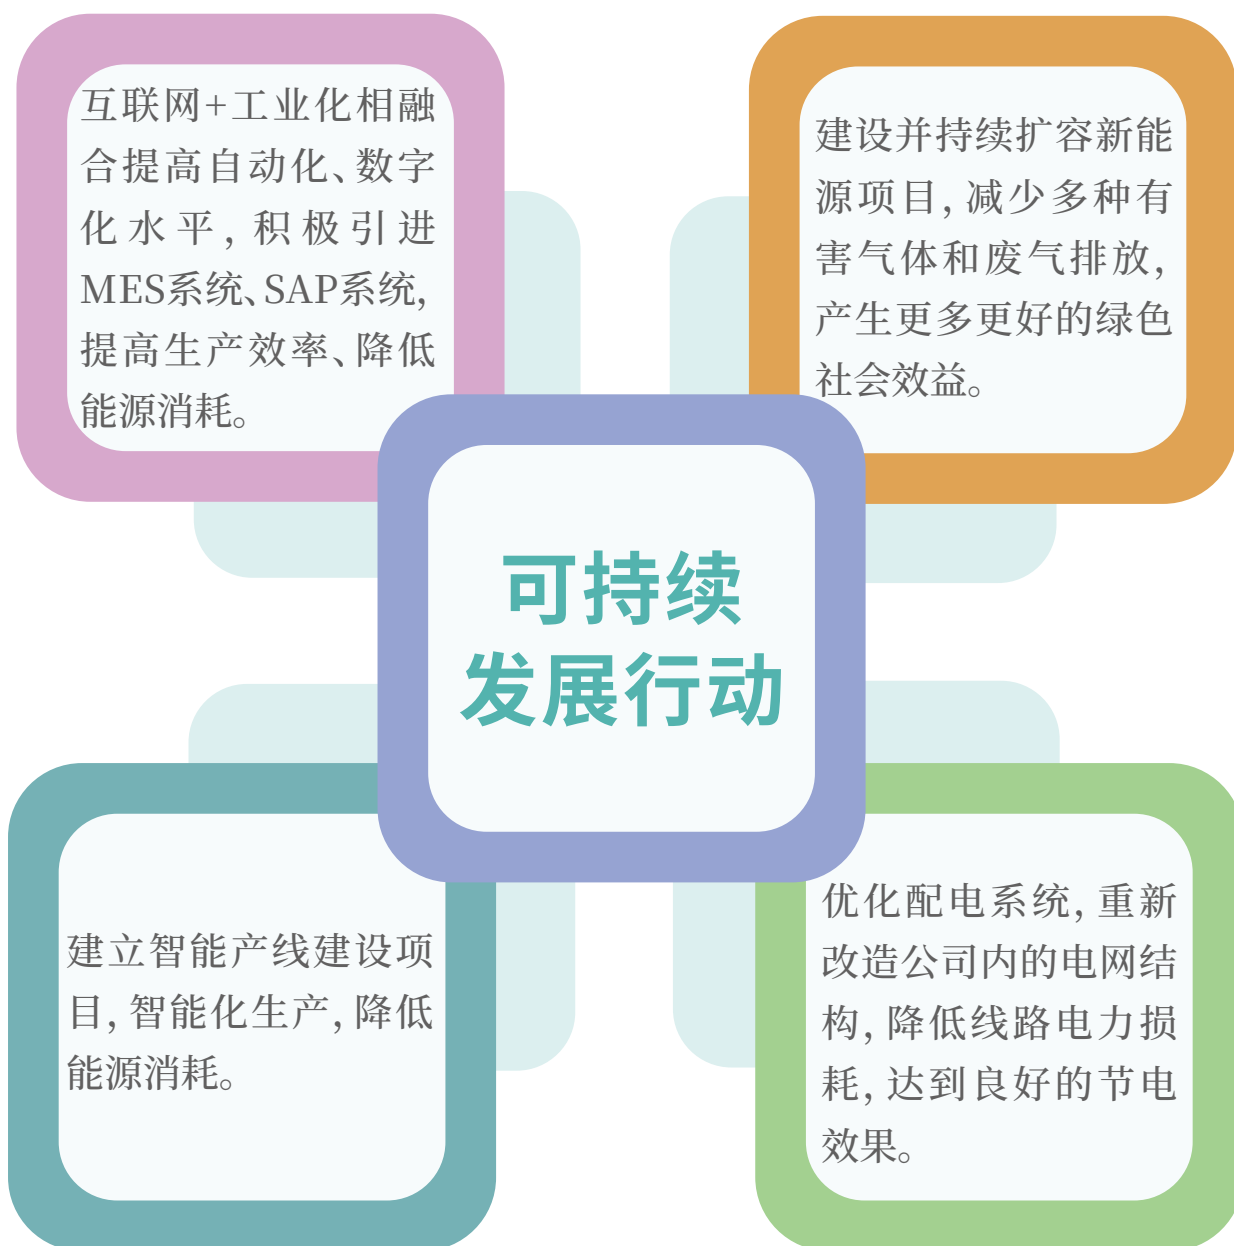 互联网+工业化相融
合提高自动化、数字
化水平，积极引进
MES系统、SAP系统，
提高生产效率、降低
能源消耗。
建设并持续扩容新能
源项目，减少多种有
害气体和废气排放，
产生更多更好的绿色
社会效益。
可持续
发展行动
建立智能产线建设项
目，智能化生产，降低
能源消耗。
优化配电系统，重新
改造公司内的电网结
构，降低线路电力损
耗，达到良好的节电
效果。